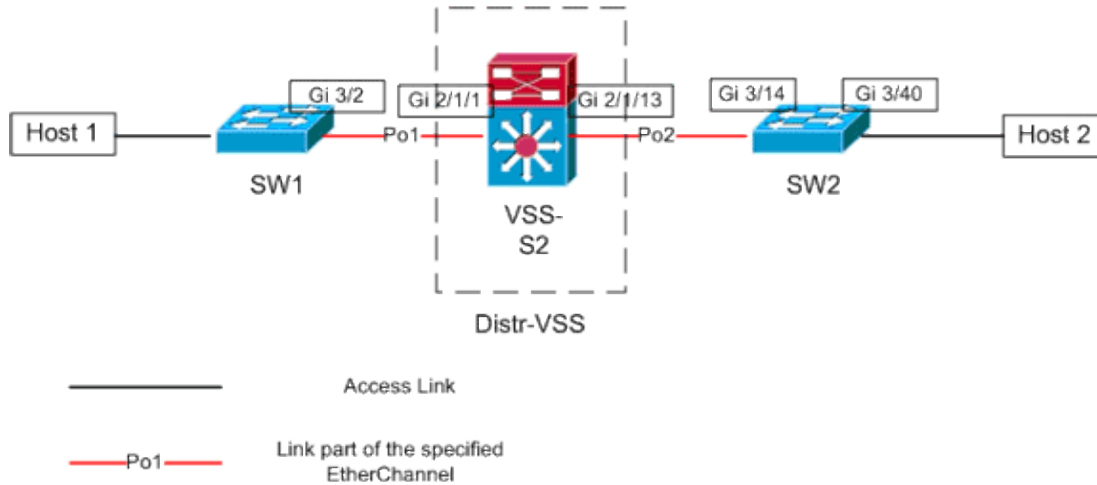 Gi 3/2
Gi 2/1/1
Gi 2/1/13
Gi 3/14
Gi 3/40
Host 1
Po1
Po2
Host 2
SW1
SW2
VSS-
S2
Distr-VSS
Access Link
Po1
Link part of the specified
EtherChannel